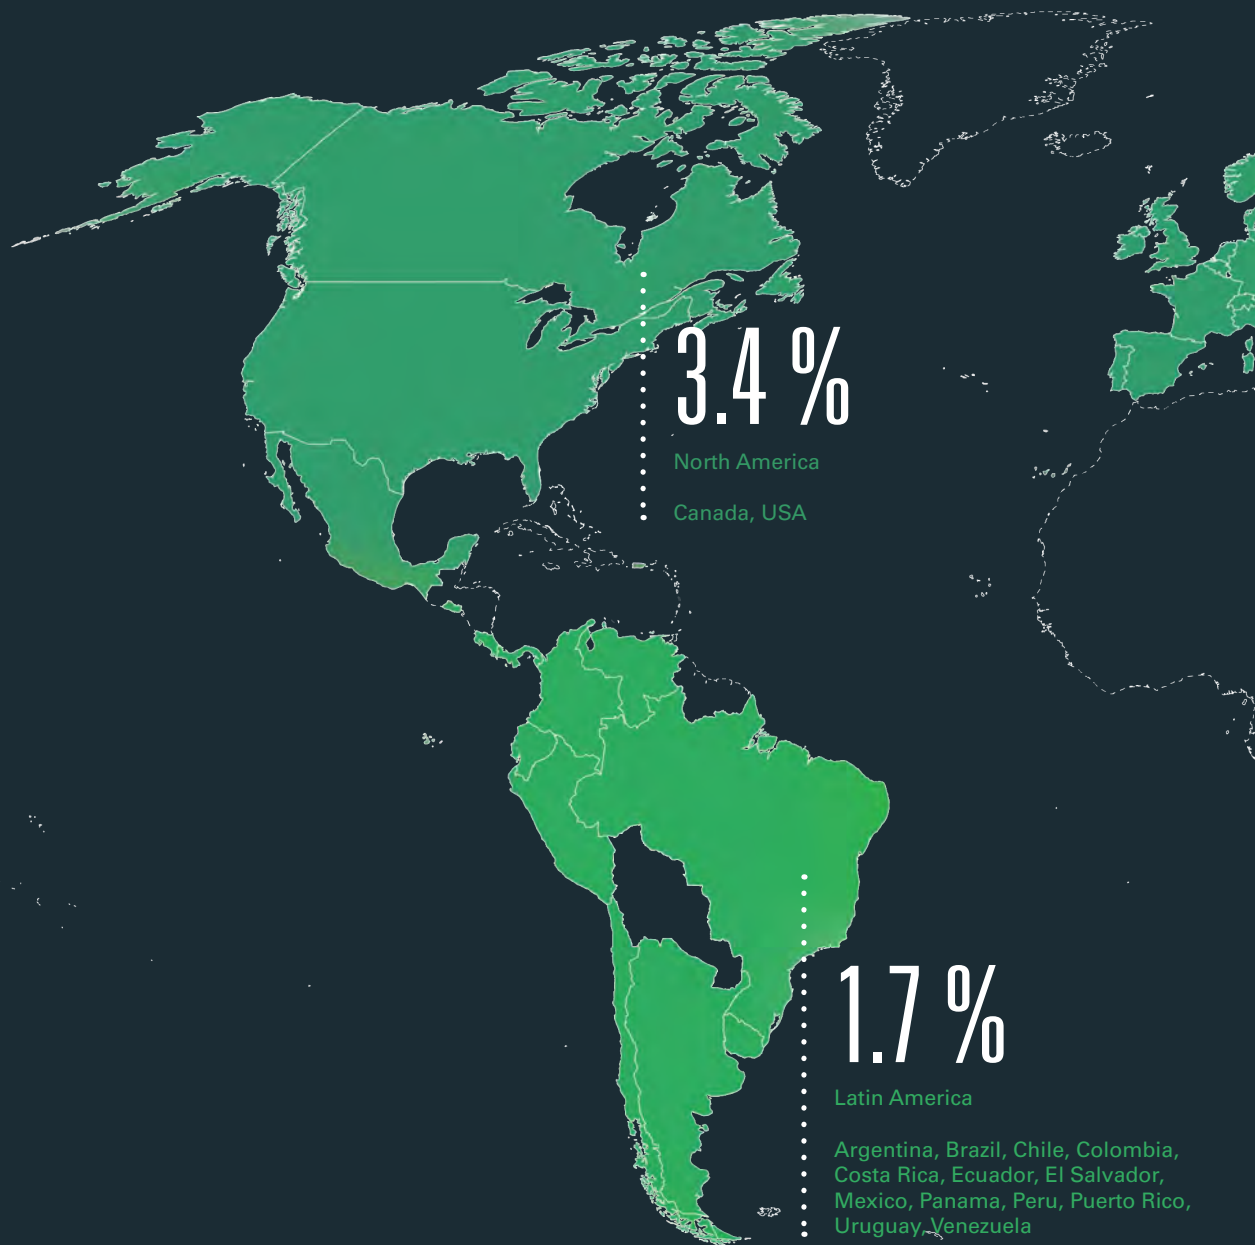 3.4 %
North America
Canada, USA
1.7 %
Latin America
Argentina, Brazil, Chile, Colombia,
Costa Rica, Ecuador, El Salvador,
Mexico, Panama, Peru, Puerto Rico,
Uruguay, Venezuela